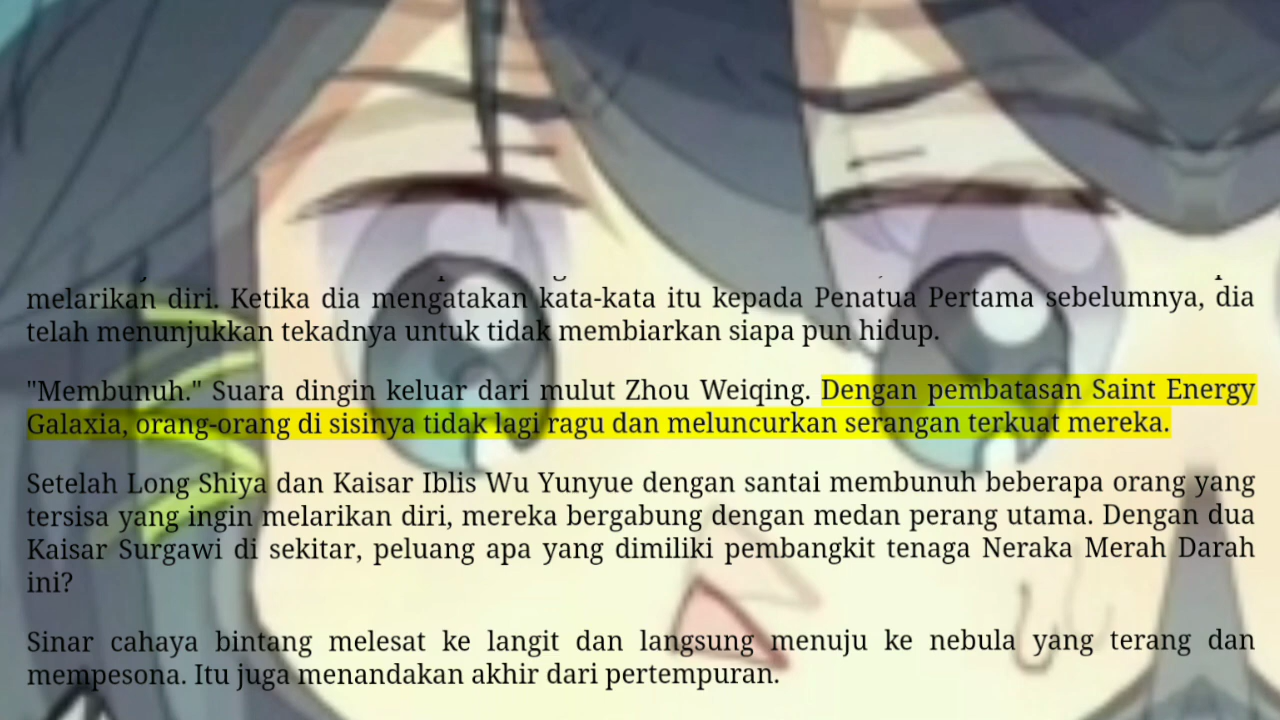 melarikan diri. Ketika dia mengatakan kata-kata itu kepada Penatua Pertama sebelumnya, dia
telah menunjukkan tekadnya untuk tidak membiarkan siapa pun hidup.
"Membunuh." Suara dingin keluar dari mulut Zhou Weiqing. Dengan pembatasan Saint Energy
Galaxia, orang-orang di sisinya tidak lagi ragu dan meluncurkan serangan terkuat mereka.
Setelah Long Shiya dan Kaisar Iblis Wu Yunyue dengan santai membunuh beberapa orang yang
tersisa yang ingin melarikan diri, mereka bergabung dengan medan perang utama. Dengan dua
Kaisar Surgawi di sekitar, peluang apa yang dimiliki pembangkit tenaga Neraka Merah Darah
ini?
Sinar cahaya bintang melesat ke langit dan langsung menuju ke nebula yang terang dan
mempesona. Itu juga menandakan akhir dari pertempuran.